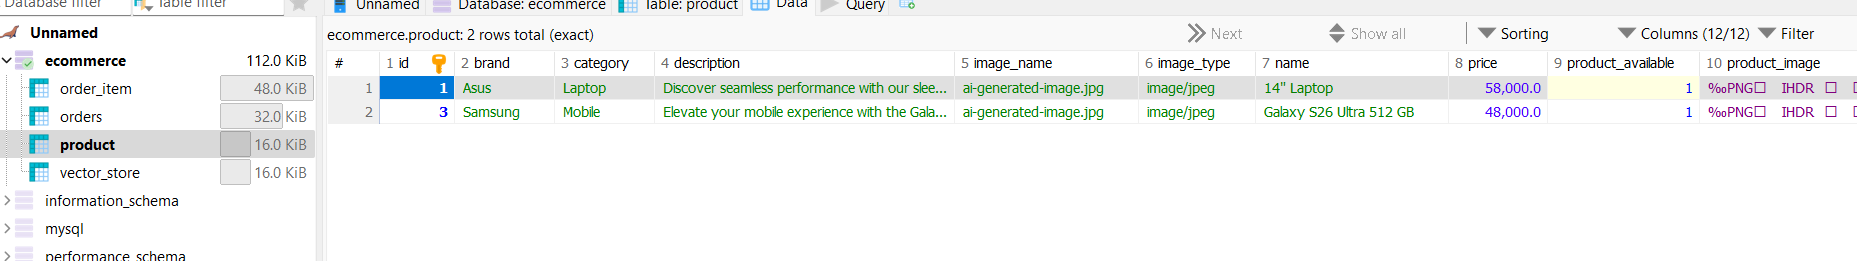 Database filter Table filter Unnamed Database: ecommerce Table: product Data Query
Unnamed
ecommerce 112.0 KiB
order_item 48.0 KiB
orders 32.0 KiB
product 16.0 KiB
vector_store 16.0 KiB
information_schema
mysql
performance_schema
ecommerce.product: 2 rows total (exact) Next Show all Sorting Columns (12/12) Filter
# 1 id 2 brand 3 category 4 description 5 image_name 6 image_type 7 name 8 price 9 product_available 10 product_image
1 1 Asus Laptop Discover seamless performance with our slee... ai-generated-image.jpg image/jpeg 14" Laptop 58,000.0 1 ‰PNG□ IHDR □
2 3 Samsung Mobile Elevate your mobile experience with the Gala... ai-generated-image.jpg image/jpeg Galaxy S26 Ultra 512 GB 48,000.0 1 ‰PNG□ IHDR □